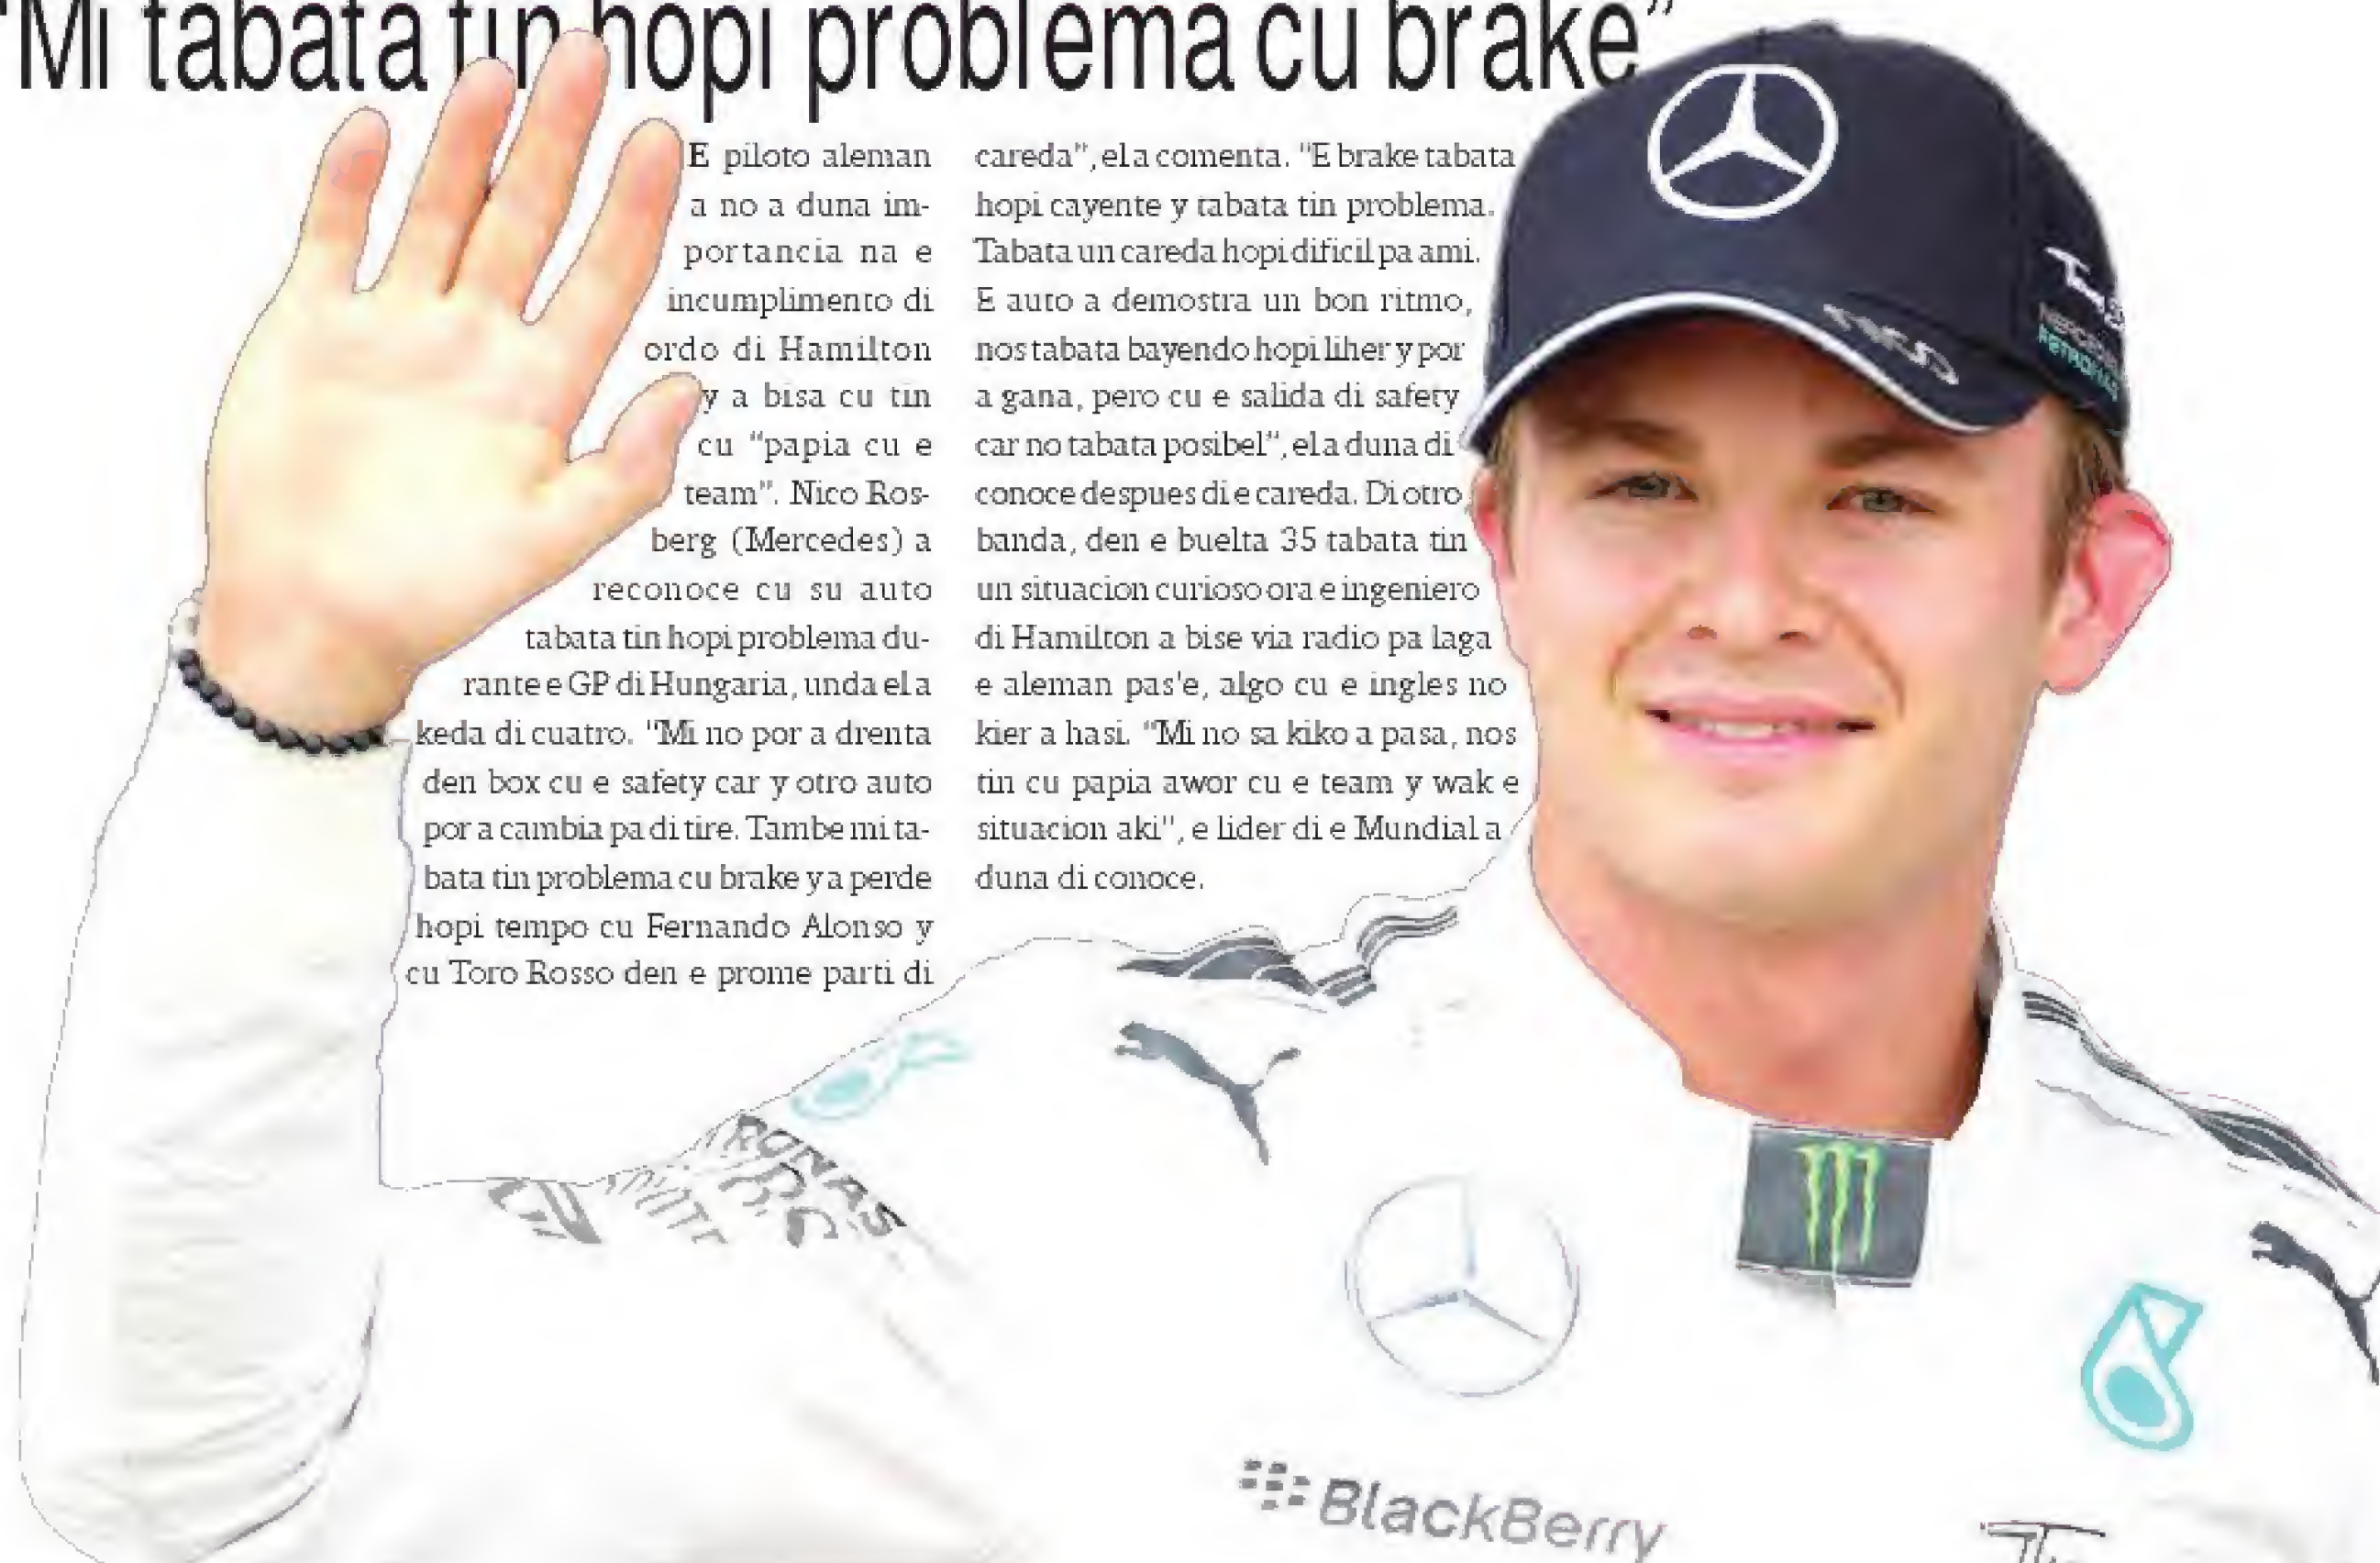 "Mi tabata tin hopi problema cu brake"
E piloto aleman
a no a duna im-
portancia na e
incumplimento di
ordo di Hamilton
y a bisa cu tin
cu "papia cu e
team". Nico Ros-
berg (Mercedes) a
reconoce cu su auto
tabata tin hopi problema du-
rante e GP di Hungaria, unda el a
keda di cuatro. "Mi no por a drenta
den box cu e safety car y otro auto
por a cambia pa di tire. Tambe mi ta-
bata tin problema cu brake y a perde
hopi tempo cu Fernando Alonso y
cu Toro Rosso den e prome parti di
careda", el a comenta. "E brake tabata
hopi cayente y tabata tin problema.
Tabata un careda hopi dificil pa ami.
E auto a demostra un bon ritmo,
nos tabata bayendo hopi liher y por
a gana, pero cu e salida di safety
car no tabata posibel", el a duna di
conoce despues di e careda. Di otro
banda, den e buelta 35 tabata tin
un situacion curioso ora e ingeniero
di Hamilton a bise via radio pa laga
e aleman pas'e, algo cu e ingles no
kier a hasi. "Mi no sa kiko a pasa, nos
tin cu papia awor cu e team y wak e
situacion aki", e lider di e Mundial a
duna di conoce.
MERCEDES
PETRONAS
RONAS
BlackBerry